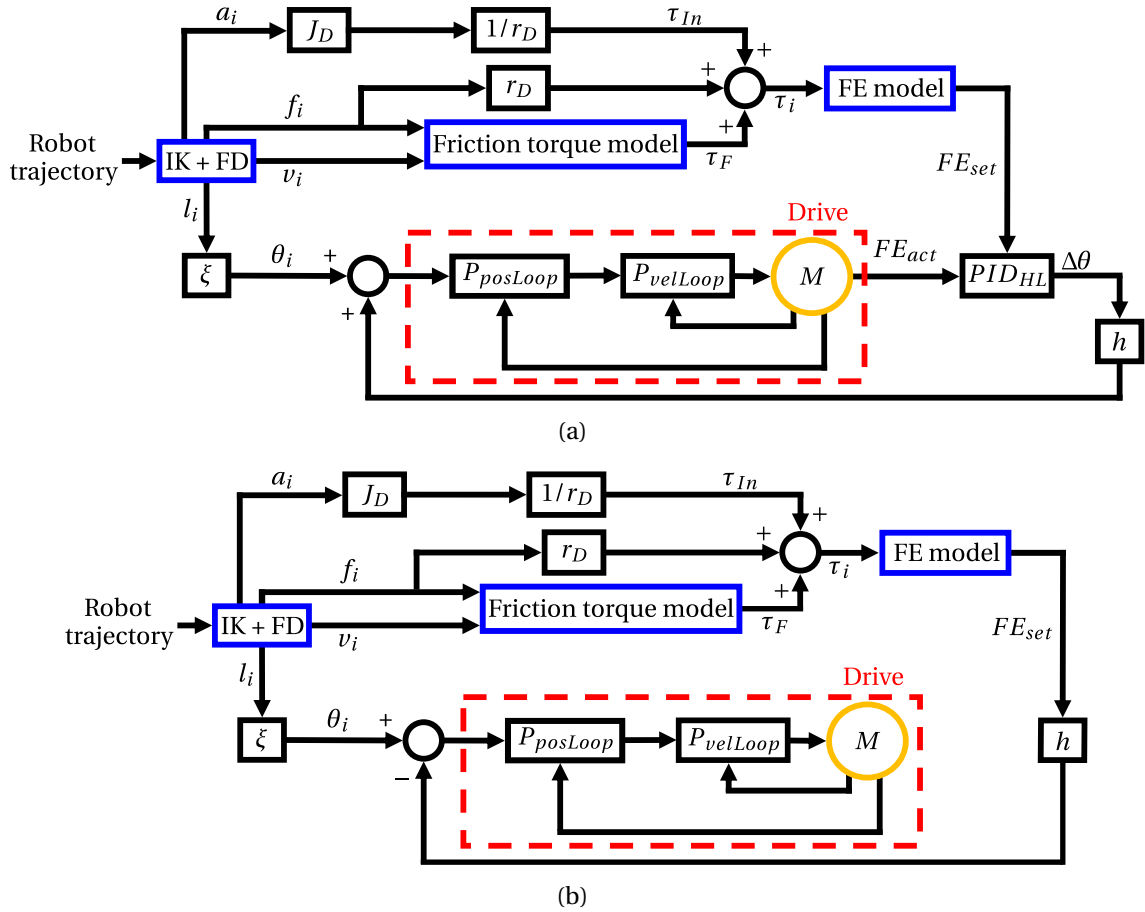 a_i J_D 1/r_D τ_In
+
f_i r_D + τ_i FE model
+
Robot trajectory IK + FD v_i Friction torque model τ_F
FE_set
l_i
Drive
ξ θ_i + P_posLoop P_velLoop M FE_act PID_HL Δθ
+
h
(a)
a_i J_D 1/r_D τ_In
+
f_i r_D + τ_i FE model
+
Robot trajectory IK + FD v_i Friction torque model τ_F
FE_set
l_i
Drive
ξ θ_i + P_posLoop P_velLoop M h
−
(b)